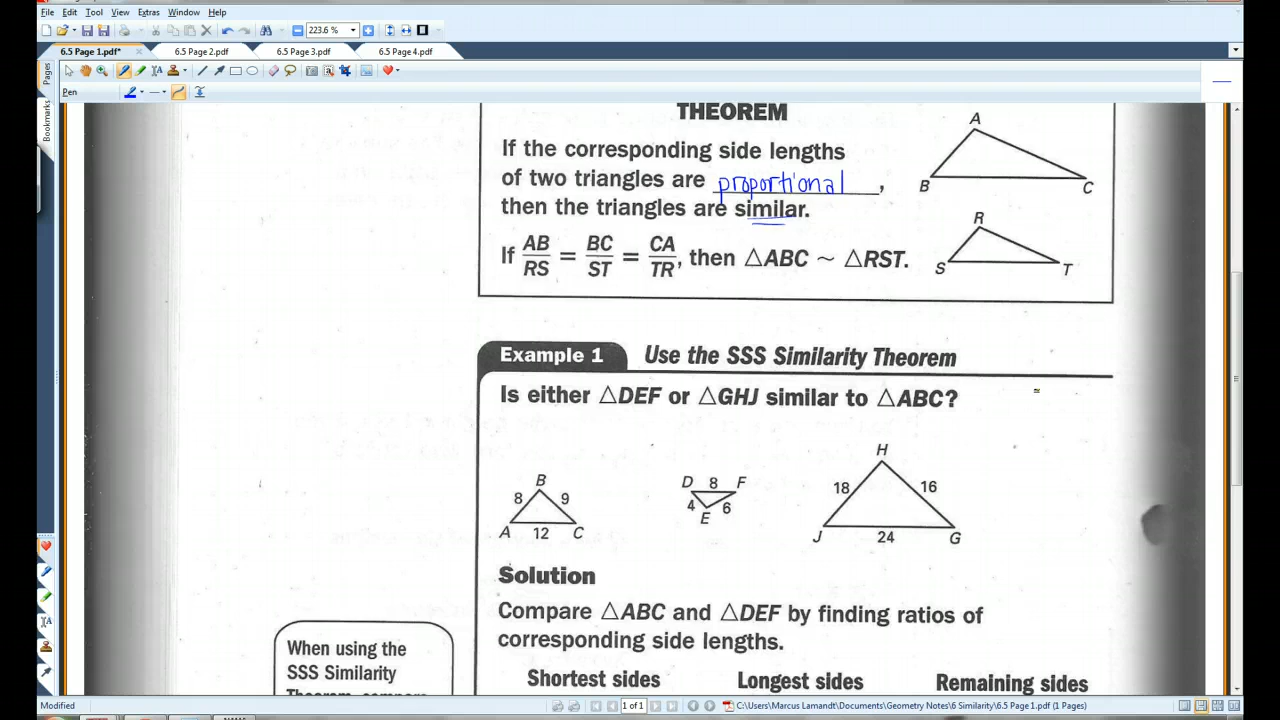 File Edit Tool View Extras Window Help
223.6 %
6.5 Page 1.pdf* 6.5 Page 2.pdf 6.5 Page 3.pdf 6.5 Page 4.pdf
Pages
Bookmarks
Pen
THEOREM
If the corresponding side lengths
of two triangles are proportional ,
then the triangles are similar.
If AB/RS = BC/ST = CA/TR, then △ABC ~ △RST.
A
B
C
R
S
T
Example 1 Use the SSS Similarity Theorem
Is either △DEF or △GHJ similar to △ABC?
B
8 9
A 12 C
D 8 F
4 6
E
H
18 16
J 24 G
Solution
Compare △ABC and △DEF by finding ratios of
corresponding side lengths.
Shortest sides Longest sides Remaining sides
When using the
SSS Similarity
Modified
1 of 1
C:\Users\Marcus Lamandt\Documents\Geometry Notes\6 Similarity\6.5 Page 1.pdf (1 Pages)